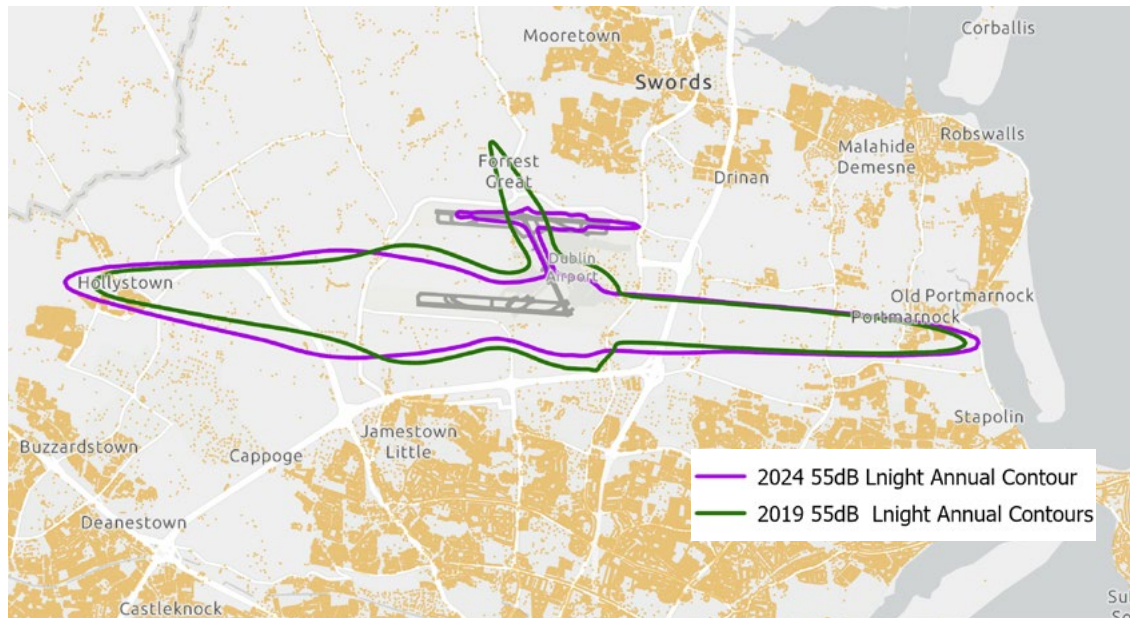 Corballis
Mooretown
Swords
Robswalls
Malahide
Demesne
Forrest
Great
Drinan
Dublin
Airport
Hollystown
Old Portmarnock
Portmarnock
Stapolin
Jamestown
Little
Buzzardstown
Cappoge
2024 55dB Lnight Annual Contour
2019 55dB Lnight Annual Contours
Deanestown
Castleknock